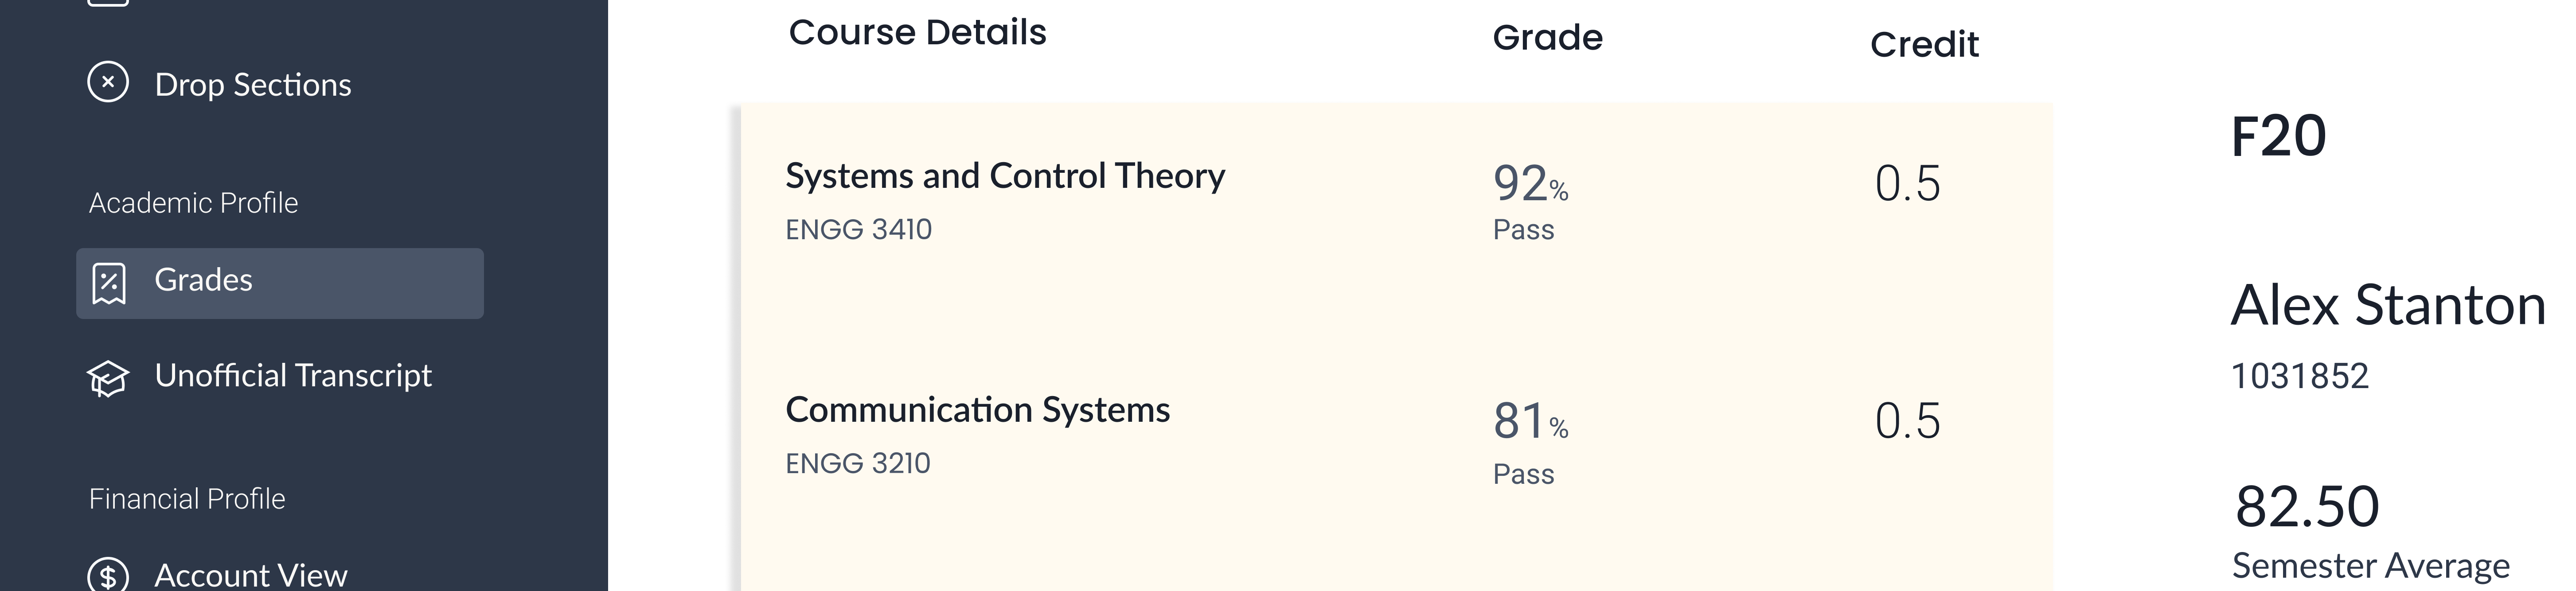 Drop Sections
Academic Profile
Grades
Unofficial Transcript
Financial Profile
Account View
Course Details Grade Credit
Systems and Control Theory 92% 0.5
ENGG 3410 Pass
Communication Systems 81% 0.5
ENGG 3210 Pass
F20
Alex Stanton
1031852
82.50
Semester Average